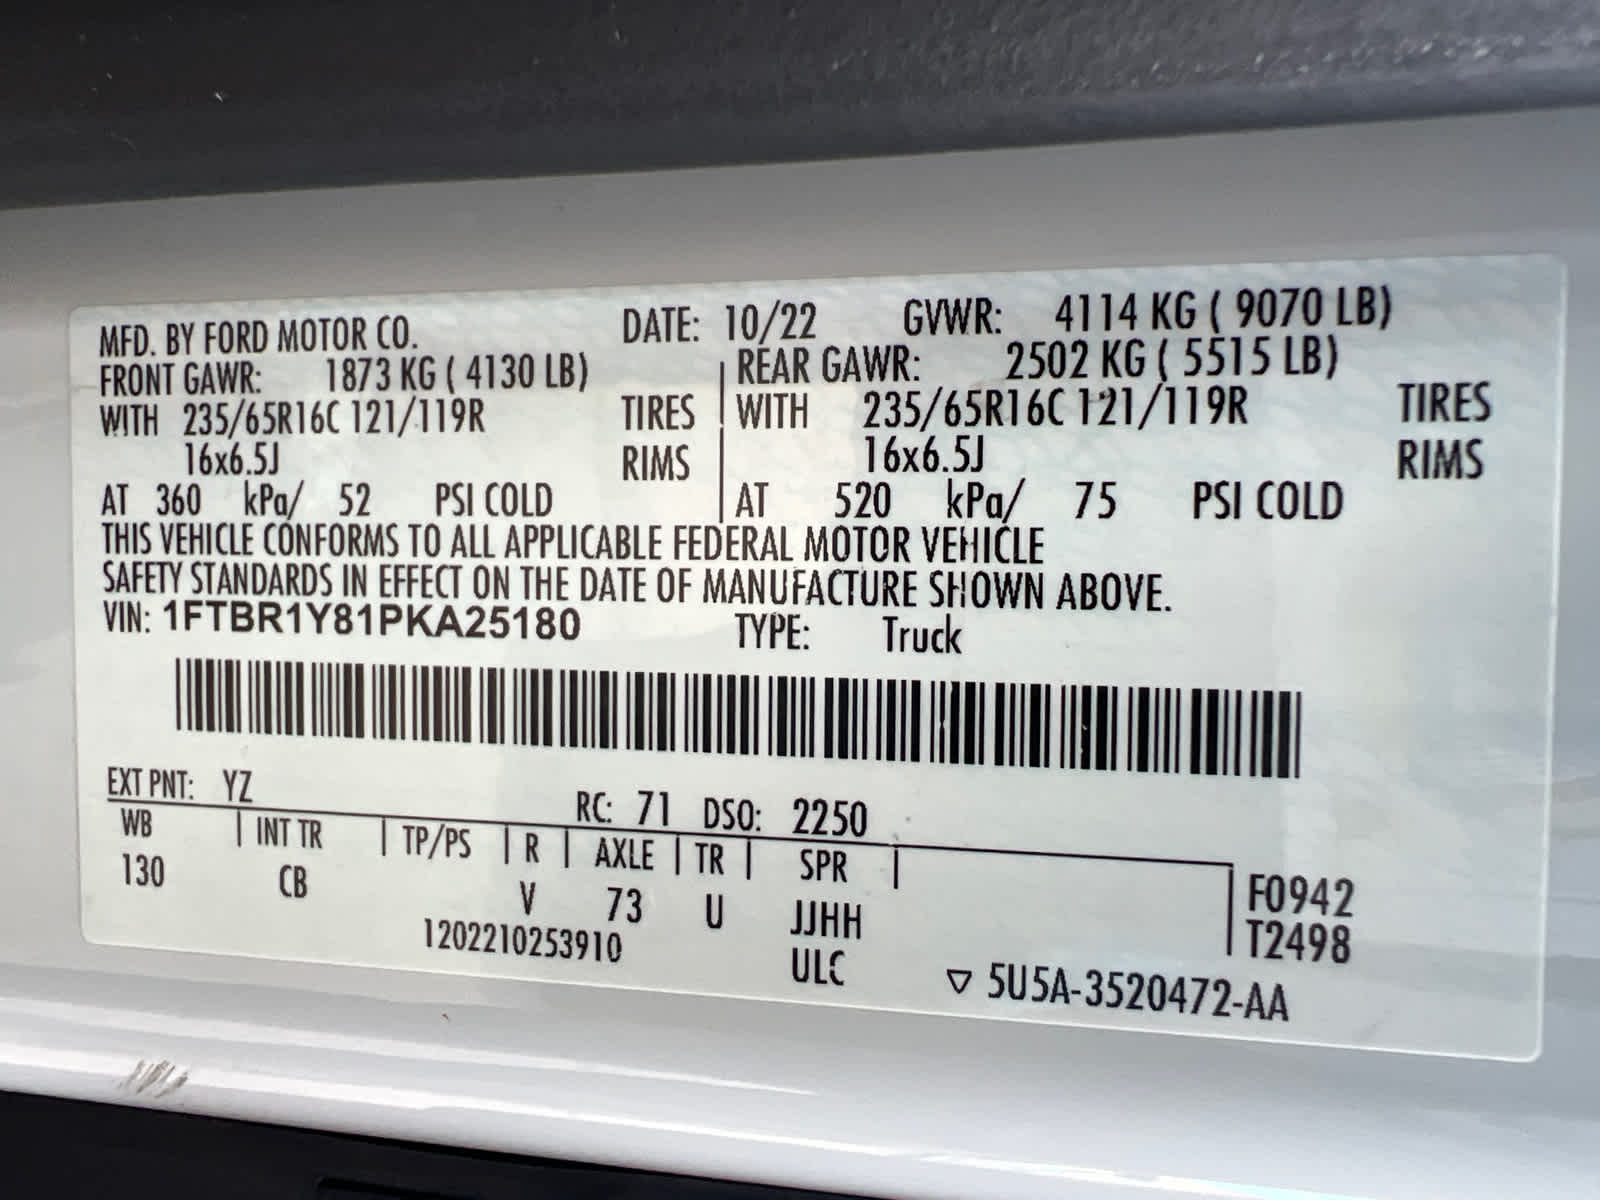 MFD. BY FORD MOTOR CO. DATE: 10/22 GVWR: 4114 KG ( 9070 LB)
FRONT GAWR: 1873 KG ( 4130 LB) REAR GAWR: 2502 KG ( 5515 LB)
WITH 235/65R16C 121/119R TIRES WITH 235/65R16C 121/119R TIRES
16x6.5J RIMS 16x6.5J RIMS
AT 360 kPa/ 52 PSI COLD AT 520 kPa/ 75 PSI COLD
THIS VEHICLE CONFORMS TO ALL APPLICABLE FEDERAL MOTOR VEHICLE
SAFETY STANDARDS IN EFFECT ON THE DATE OF MANUFACTURE SHOWN ABOVE.
VIN: 1FTBR1Y81PKA25180 TYPE: Truck
EXT PNT: YZ RC: 71 DSO: 2250
WB | INT TR | TP/PS | R | AXLE | TR | SPR |
130 CB V 73 U JJHH F0942
1202210253910 ULC T2498
▽ 5U5A-3520472-AA